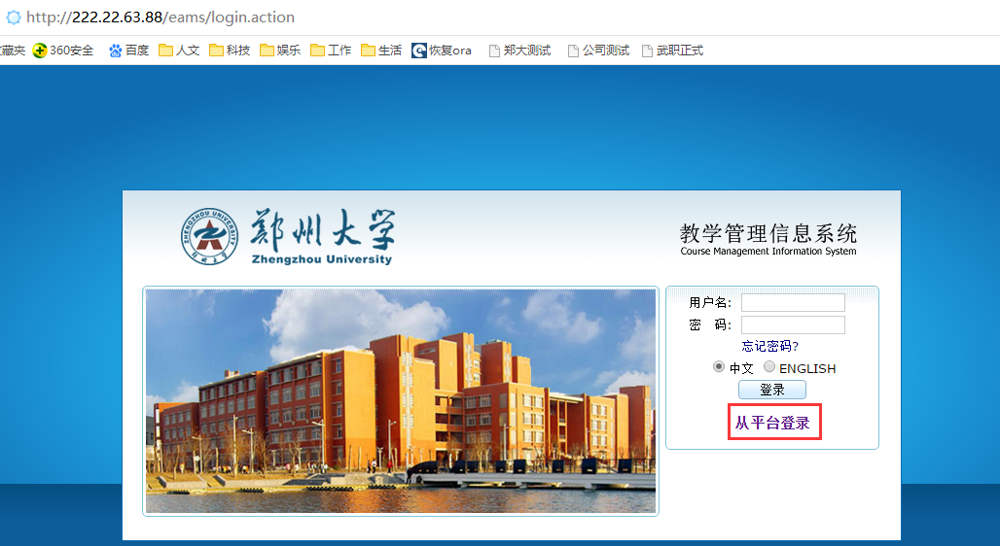 http://222.22.63.88/eams/login.action
藏夹 360安全 百度 人文 科技 娱乐 工作 生活 恢复ora 郑大测试 公司测试 武职正式
ZHENGZHOU UNIVERSITY
郑州大学
Zhengzhou University
教学管理信息系统
Course Management Information System
用户名:
密 码:
忘记密码?
中文 ENGLISH
登录
从平台登录